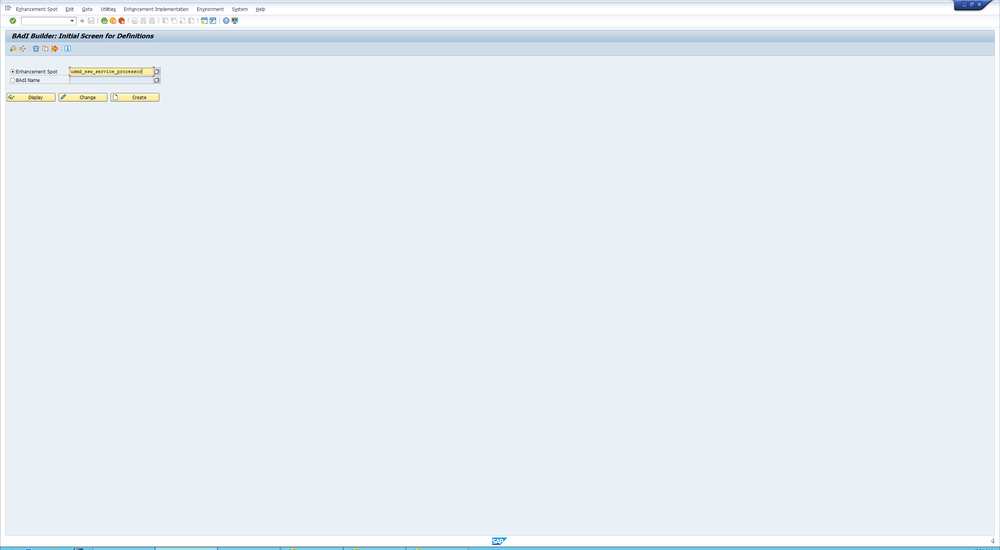 Enhancement Spot Edit Goto Utilities Enhancement Implementation Environment System Help
BAdI Builder: Initial Screen for Definitions
Enhancement Spot usmd_ssw_service_processor
BAdI Name
Display Change Create
SAP